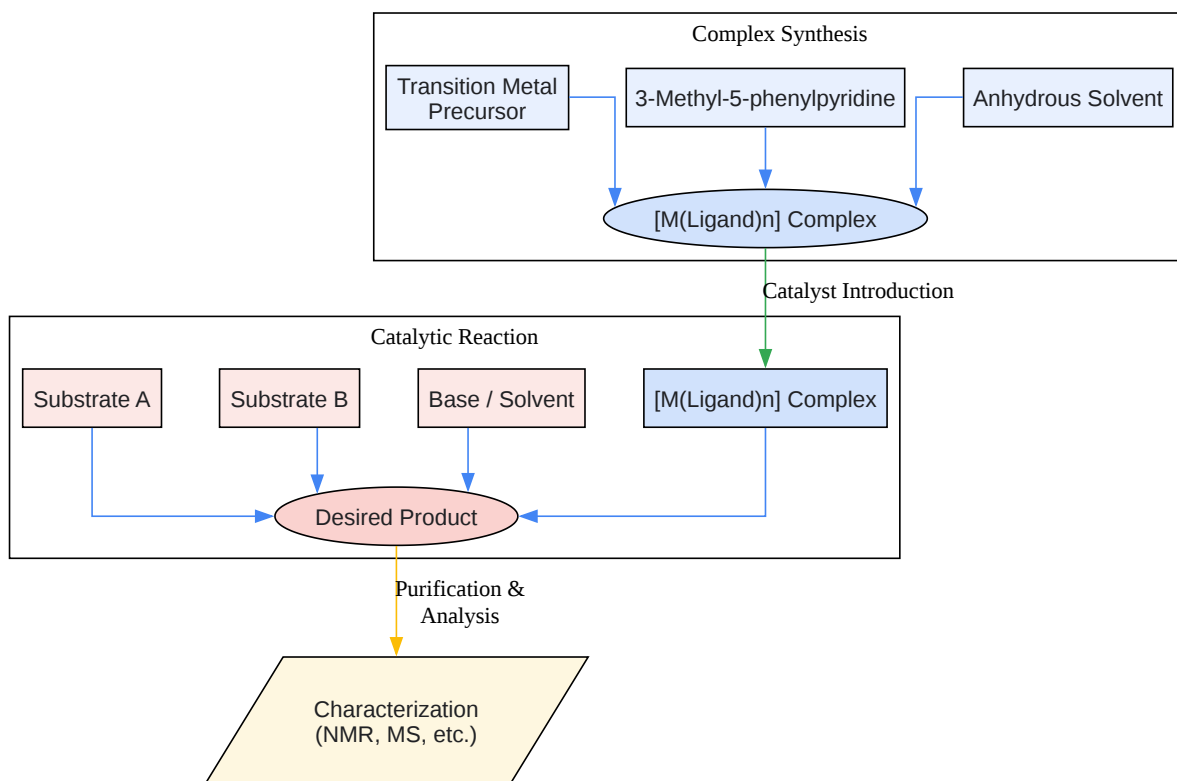 Complex Synthesis
Transition Metal
Precursor
3-Methyl-5-phenylpyridine
Anhydrous Solvent
[M(Ligand)n] Complex
Catalyst Introduction
Catalytic Reaction
Substrate A
Substrate B
Base / Solvent
[M(Ligand)n] Complex
Desired Product
Purification &
Analysis
Characterization
(NMR, MS, etc.)